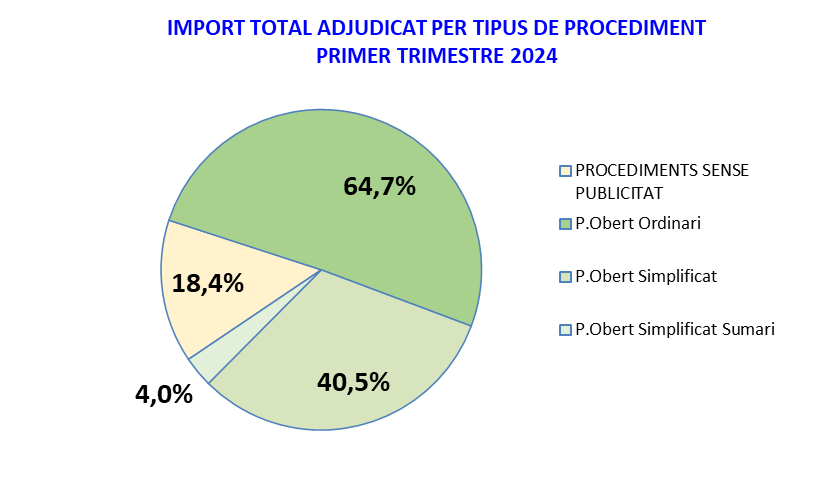 IMPORT TOTAL ADJUDICAT PER TIPUS DE PROCEDIMENT
PRIMER TRIMESTRE 2024
64,7%
18,4%
4,0%
40,5%
PROCEDIMENTS SENSE
PUBLICITAT
P.Obert Ordinari
P.Obert Simplificat
P.Obert Simplificat Sumari